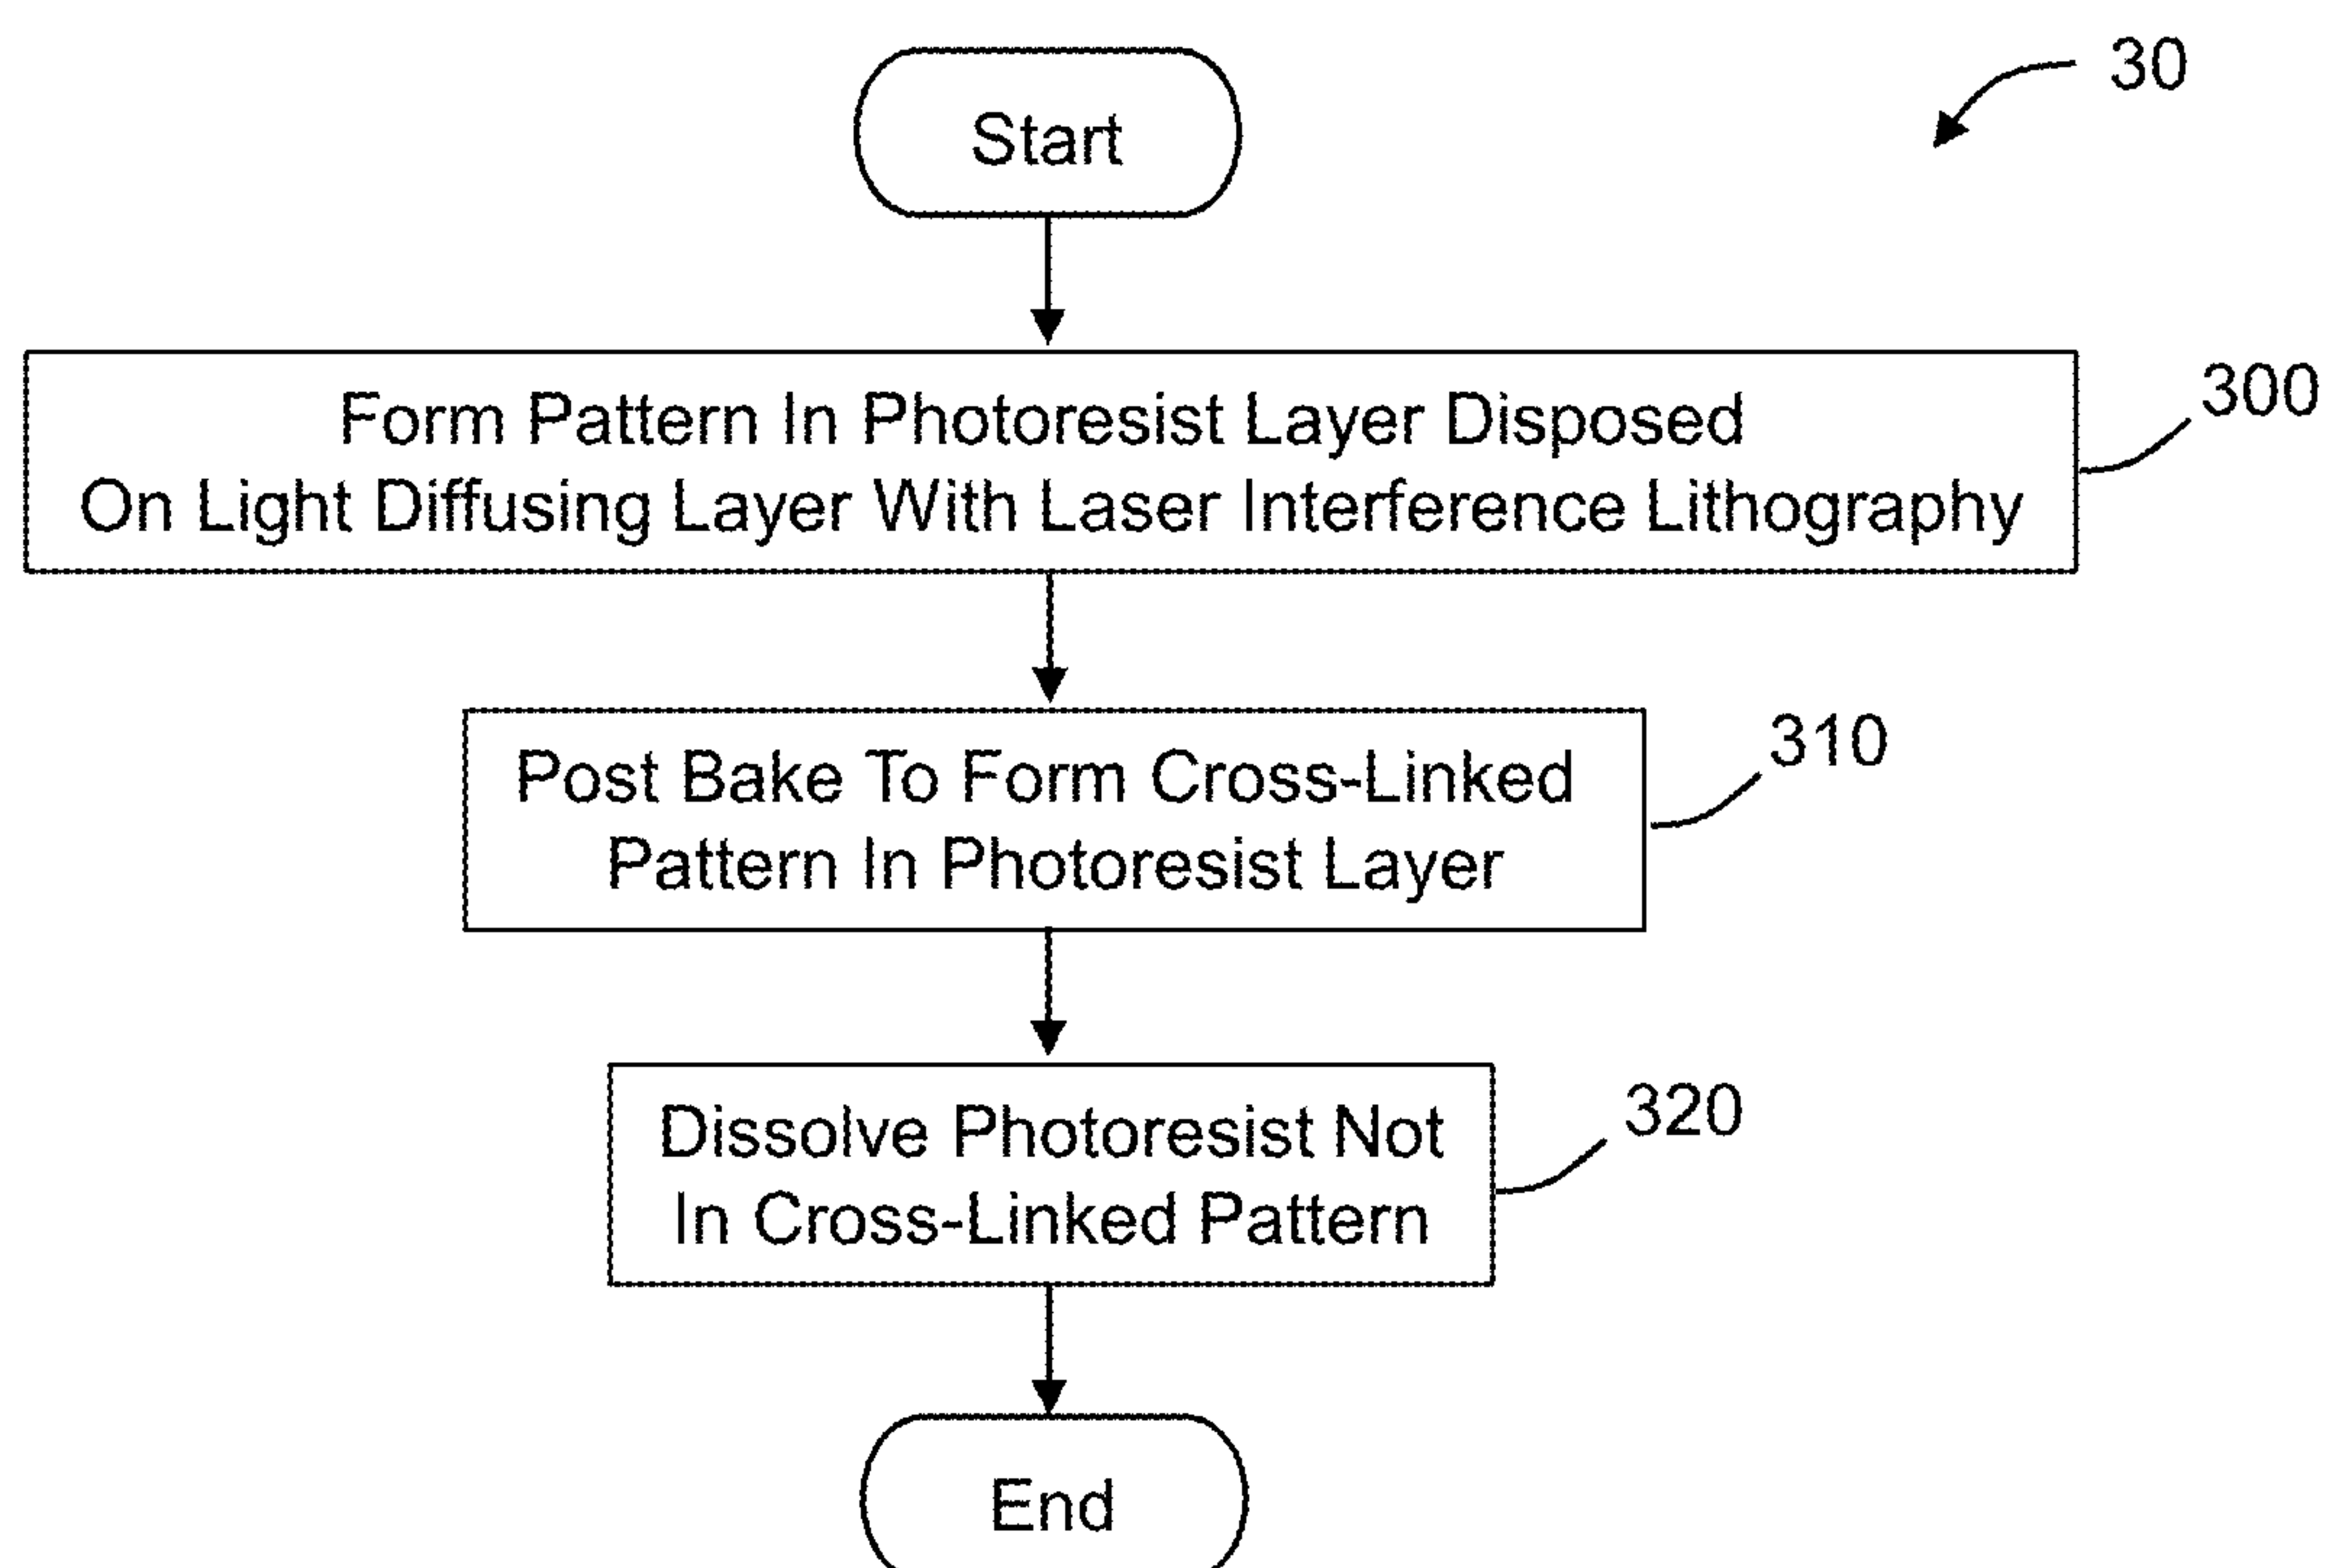 30
Start
300
Form Pattern In Photoresist Layer Disposed
On Light Diffusing Layer With Laser Interference Lithography
310
Post Bake To Form Cross-Linked
Pattern In Photoresist Layer
320
Dissolve Photoresist Not
In Cross-Linked Pattern
End